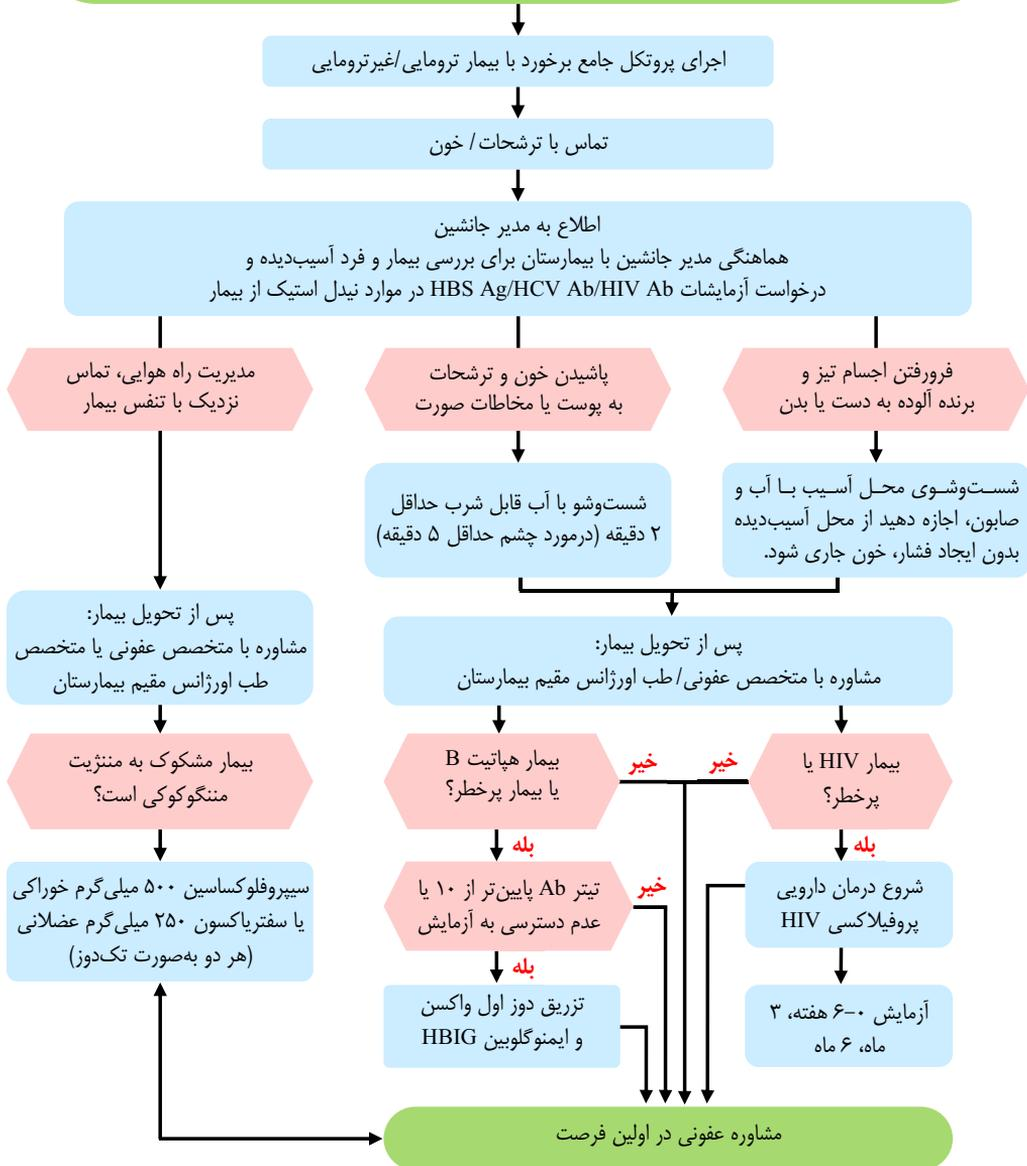 اجرای پروتکل جامع برخورد با بیمار ترومایی/غیرترومایی
تماس با ترشحات/ خون
اطلاع به مدیر جانشین
هماهنگی مدیر جانشین با بیمارستان برای بررسی بیمار و فرد آسیب‌دیده و
درخواست آزمایشات HBS Ag/HCV Ab/HIV Ab در موارد نیدل استیک از بیمار
فرورفتن اجسام تیز و
برنده آلوده به دست یا بدن
پاشیدن خون و ترشحات
به پوست یا مخاطات صورت
مدیریت راه هوایی، تماس
نزدیک با تنفس بیمار
شست‌وشوی محل آسیب با آب و
صابون، اجازه دهید از محل آسیب‌دیده
بدون ایجاد فشار، خون جاری شود.
شست‌وشو با آب قابل شرب حداقل
۲ دقیقه (درمورد چشم حداقل ۵ دقیقه)
پس از تحویل بیمار:
مشاوره با متخصص عفونی یا متخصص
طب اورژانس مقیم بیمارستان
پس از تحویل بیمار:
مشاوره با متخصص عفونی/طب اورژانس مقیم بیمارستان
بیمار HIV یا
پرخطر؟
خیر
خیر
بیمار هپاتیت B
یا بیمار پرخطر؟
بیمار مشکوک به مننژیت
مننگوکوکی است؟
بله
بله
شروع درمان دارویی
پروفیلاکسی HIV
خیر
تیتر Ab پایین‌تر از ۱۰ یا
عدم دسترسی به آزمایش
سیپروفلوکساسین ۵۰۰ میلی‌گرم خوراکی
یا سفتریاکسون ۲۵۰ میلی‌گرم عضلانی
(هر دو به‌صورت تک‌دوز)
بله
آزمایش ۰–۶ هفته، ۳
ماه، ۶ ماه
تزریق دوز اول واکسن
و ایمنوگلوبین HBIG
مشاوره عفونی در اولین فرصت